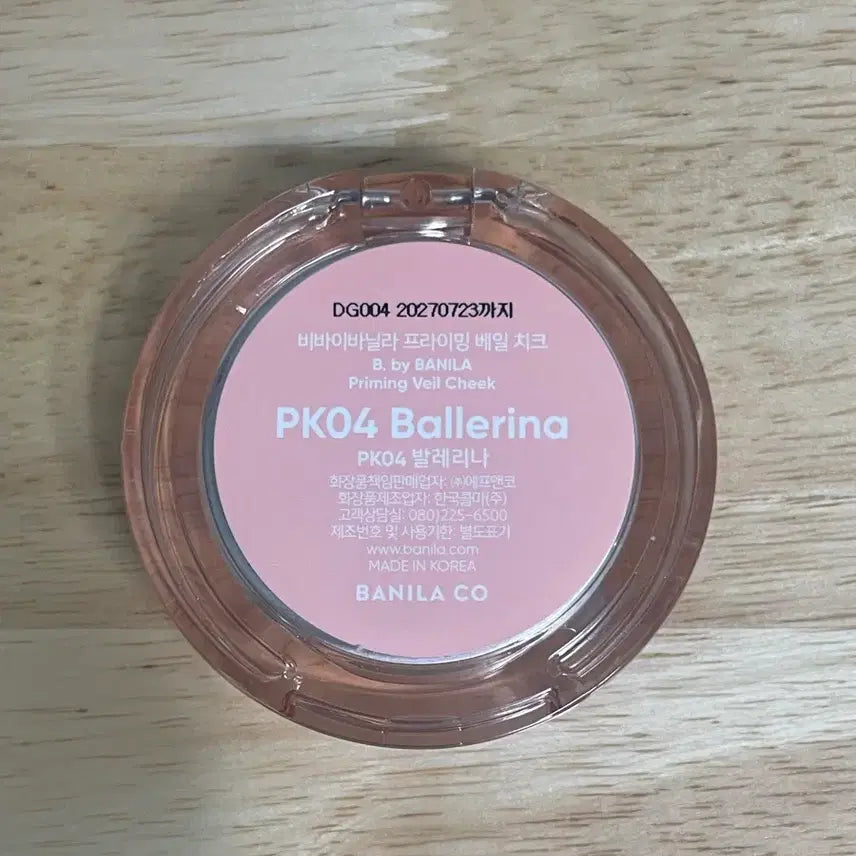 DG004 20270723까지
비바이바닐라 프라이밍 베일 치크
B. by BANILA
Priming Veil Cheek
PK04 Ballerina
PK04 발레리나
화장품책임판매업자: ㈜에프앤코
화장품제조업자: 한국콜마(주)
고객상담실: 080)225-6500
제조번호 및 사용기한: 별도표기
www.banila.com
MADE IN KOREA
BANILA CO